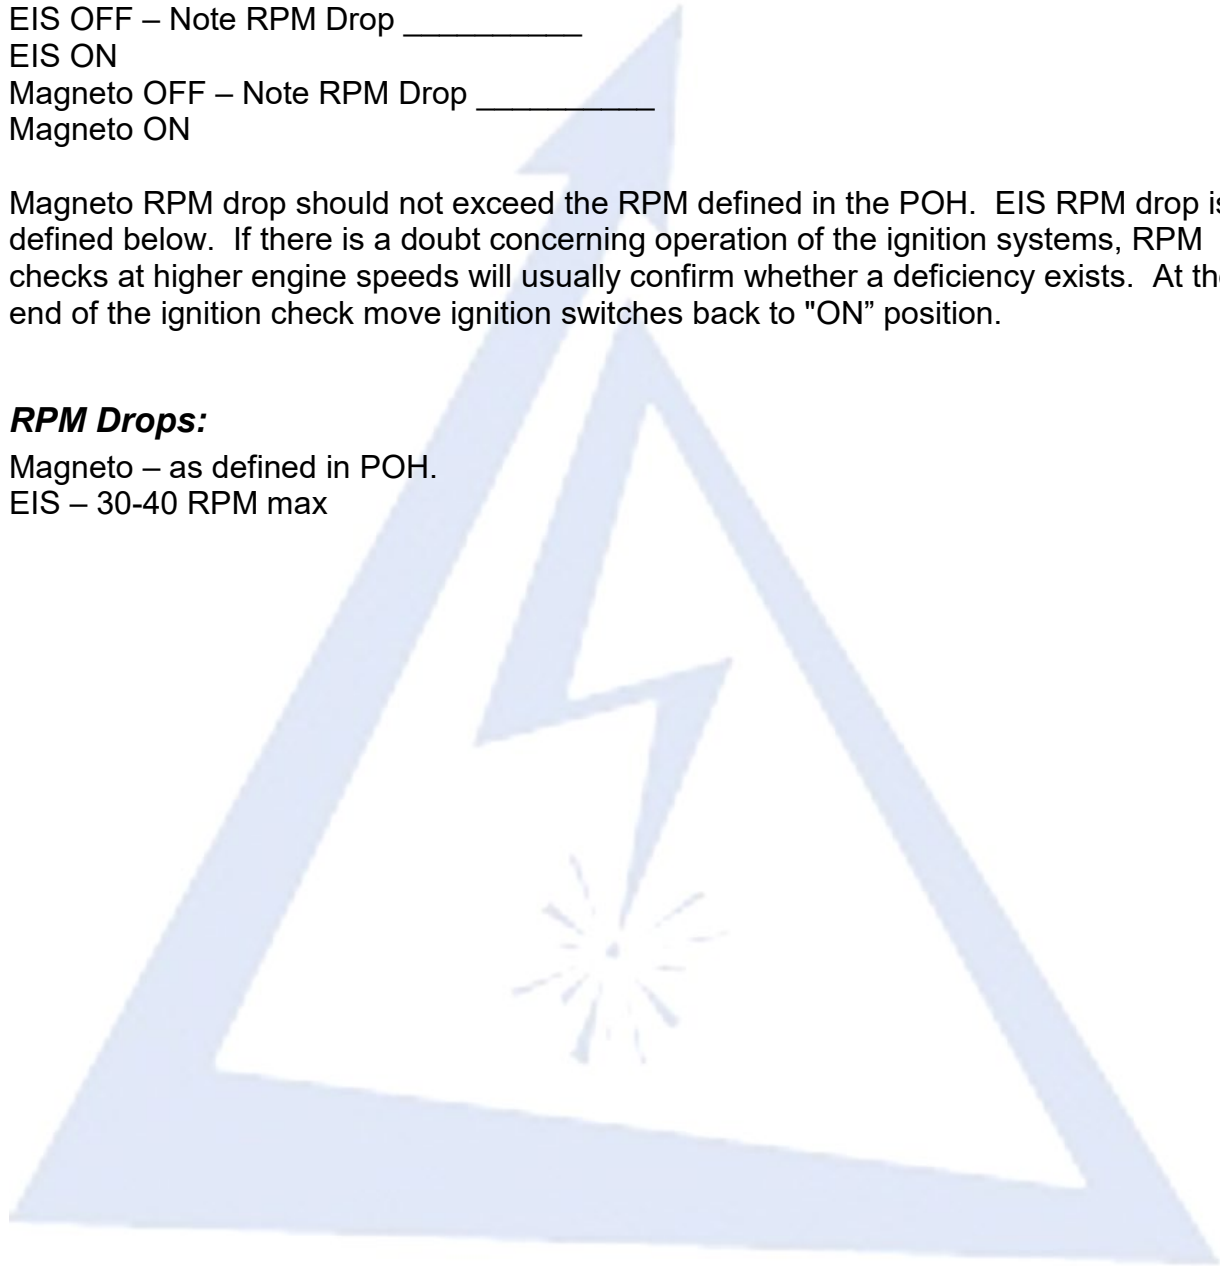 EIS OFF – Note RPM Drop __________
EIS ON
Magneto OFF – Note RPM Drop __________
Magneto ON
Magneto RPM drop should not exceed the RPM defined in the POH.  EIS RPM drop is
defined below.  If there is a doubt concerning operation of the ignition systems, RPM
checks at higher engine speeds will usually confirm whether a deficiency exists.  At the
end of the ignition check move ignition switches back to "ON” position.
RPM Drops:
Magneto – as defined in POH.
EIS – 30-40 RPM max